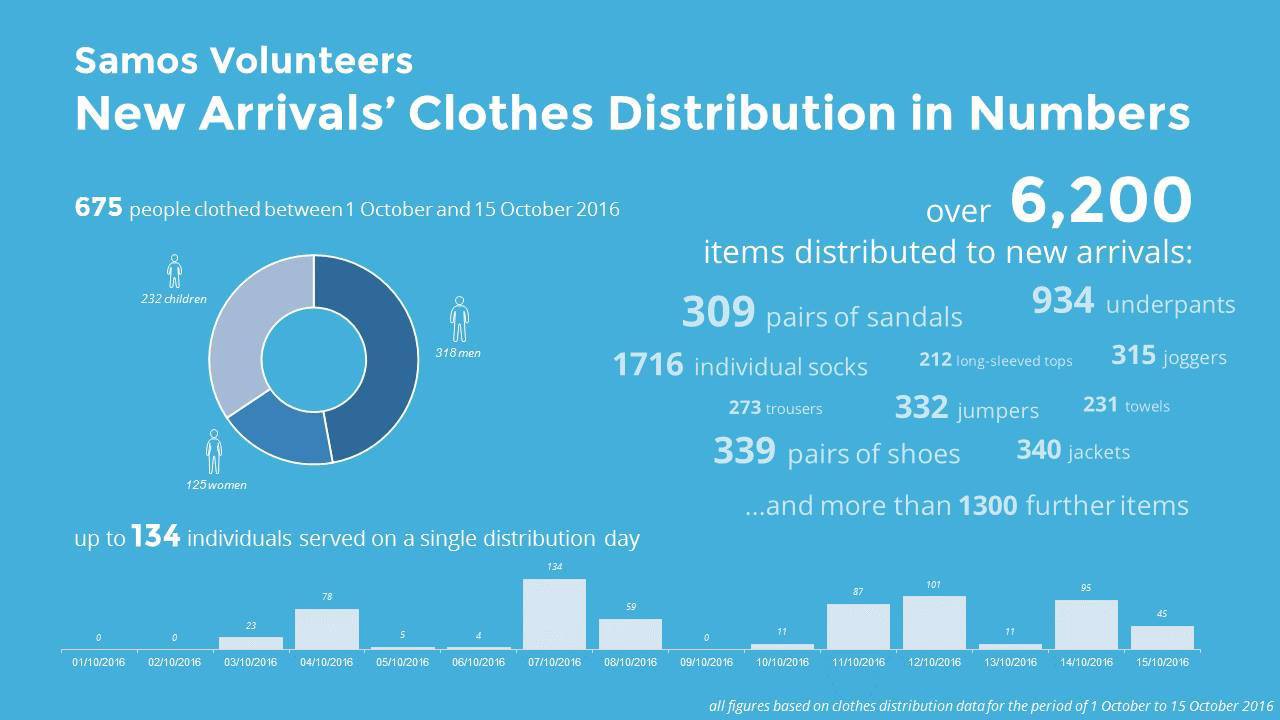 Samos Volunteers
New Arrivals’ Clothes Distribution in Numbers
675 people clothed between 1 October and 15 October 2016
232 children
318 men
125 women
over 6,200
items distributed to new arrivals:
309 pairs of sandals
934 underpants
1716 individual socks
212 long-sleeved tops
315 joggers
273 trousers
332 jumpers
231 towels
339 pairs of shoes
340 jackets
...and more than 1300 further items
up to 134 individuals served on a single distribution day
0 0 23 78 5 4 134 59 0 11 87 101 11 95 45
01/10/2016 02/10/2016 03/10/2016 04/10/2016 05/10/2016 06/10/2016 07/10/2016 08/10/2016 09/10/2016 10/10/2016 11/10/2016 12/10/2016 13/10/2016 14/10/2016 15/10/2016
all figures based on clothes distribution data for the period of 1 October to 15 October 2016